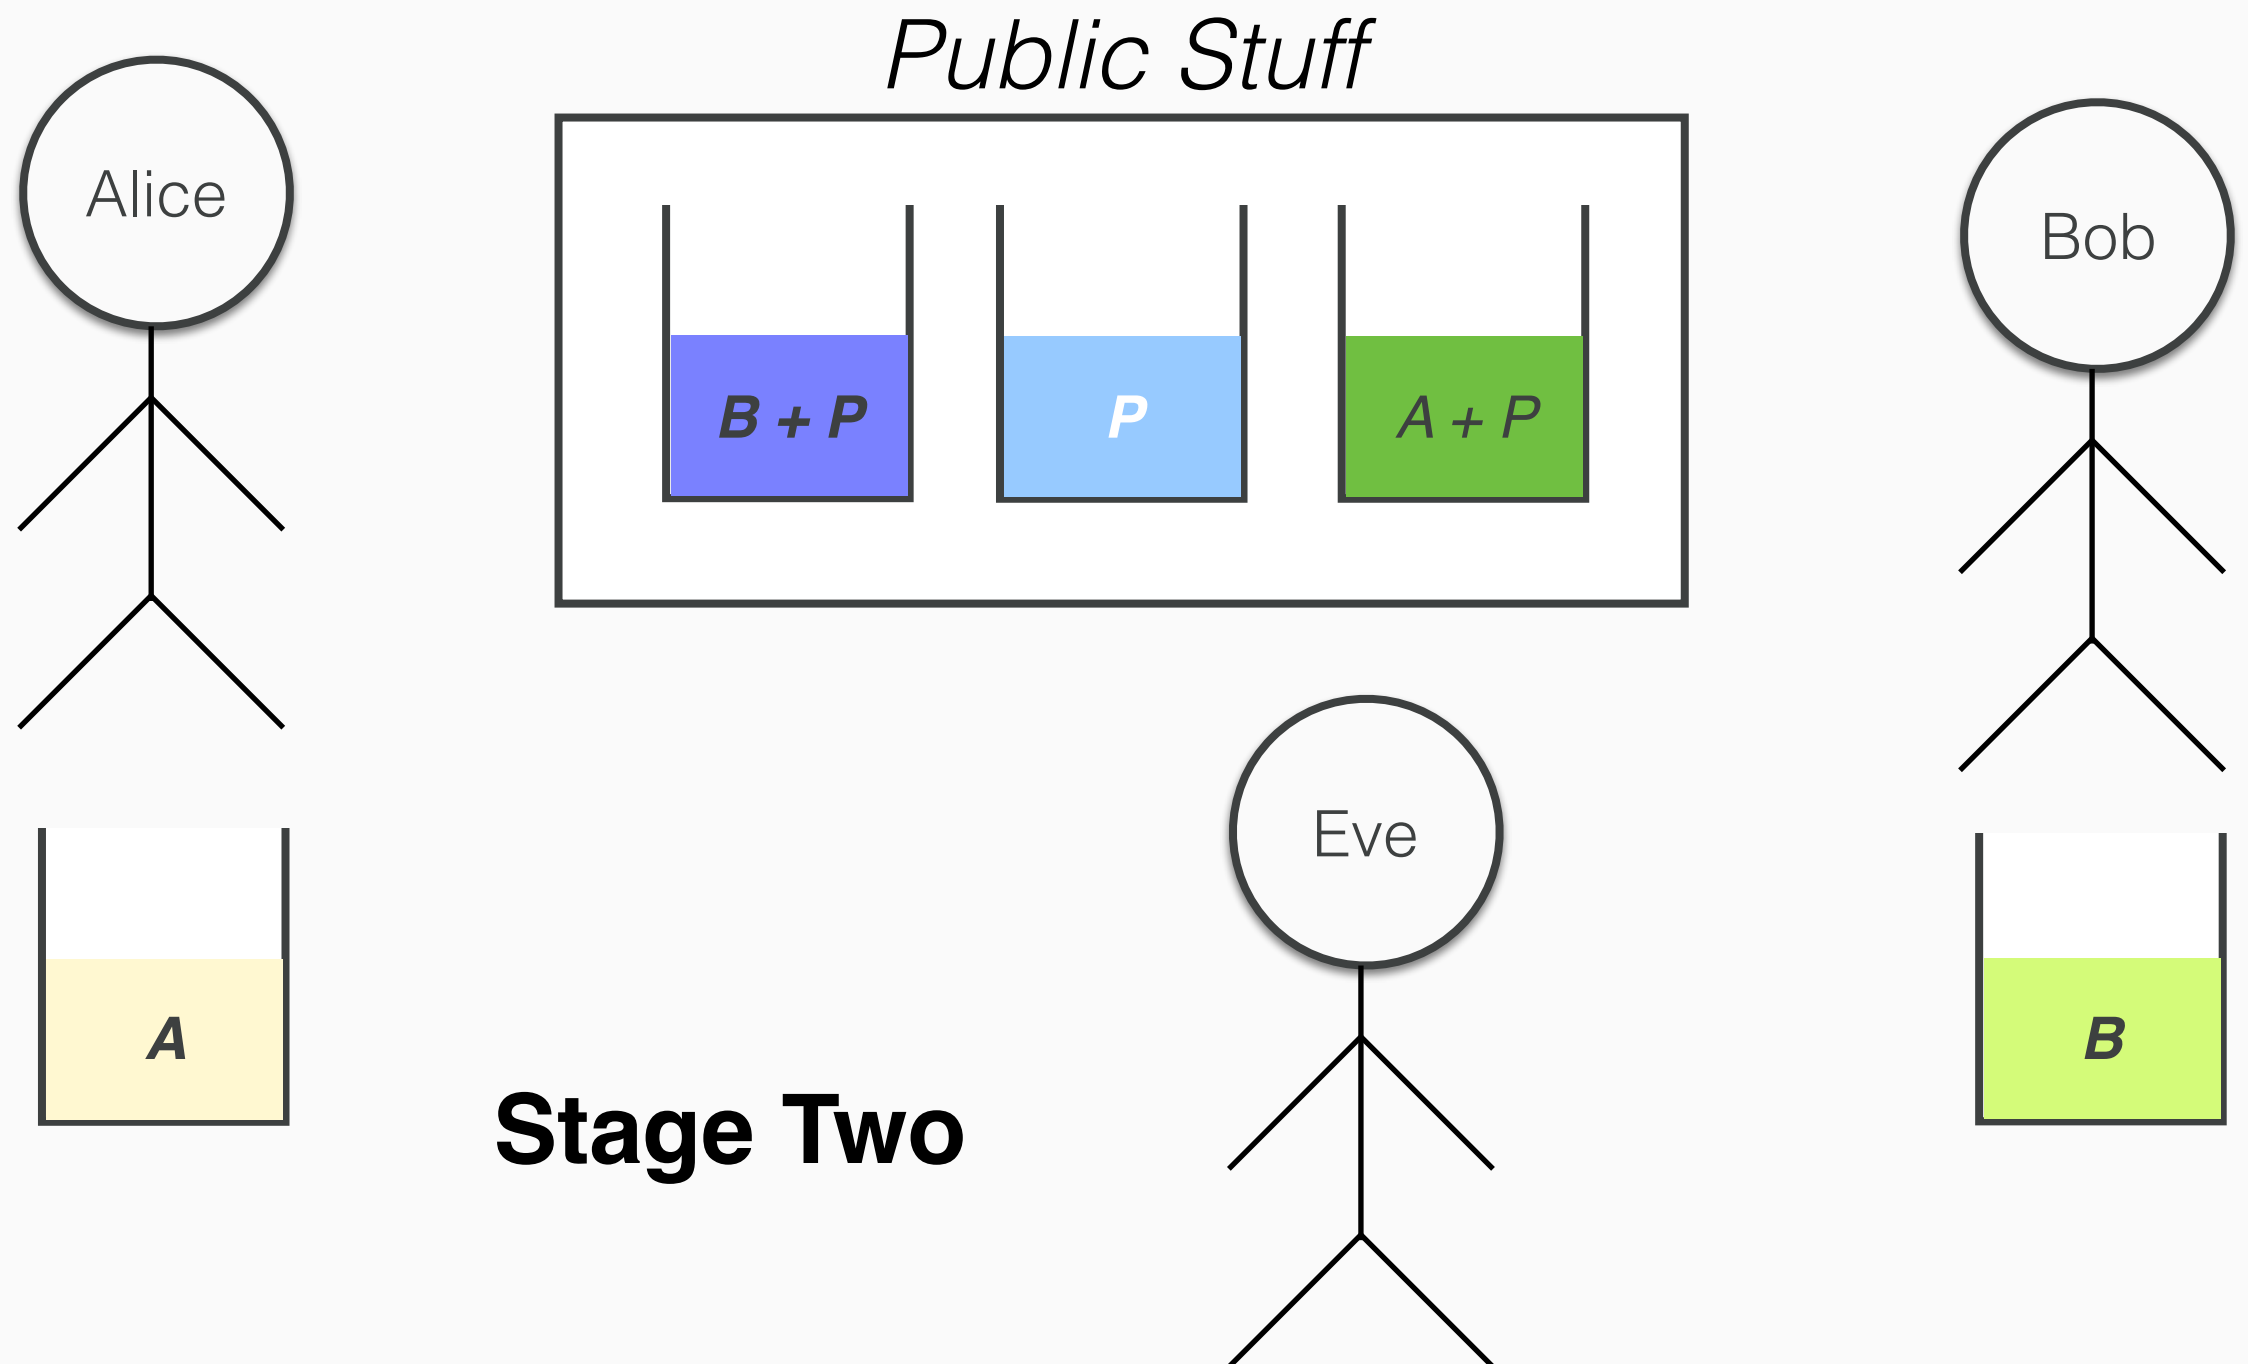 Public Stuff
Alice
Bob
B + P
P
A + P
Eve
A
B
Stage Two